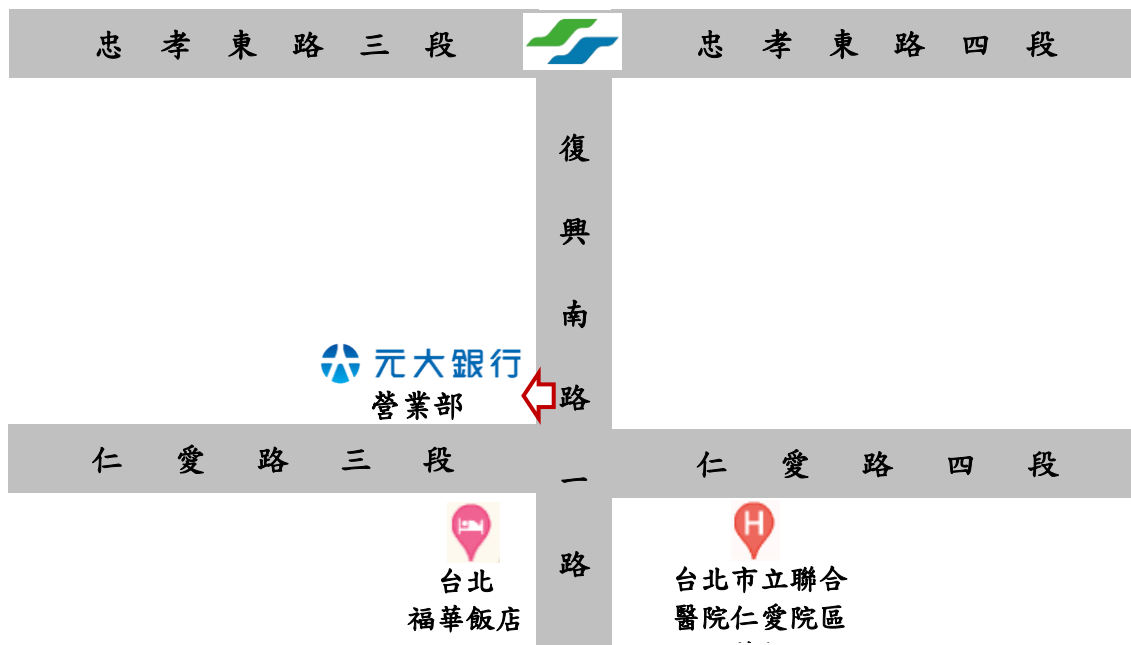 忠孝東路三段
忠孝東路四段
復興南路一路
元大銀行
營業部
仁愛路三段
仁愛路四段
台北
福華飯店
H
台北市立聯合
醫院仁愛院區